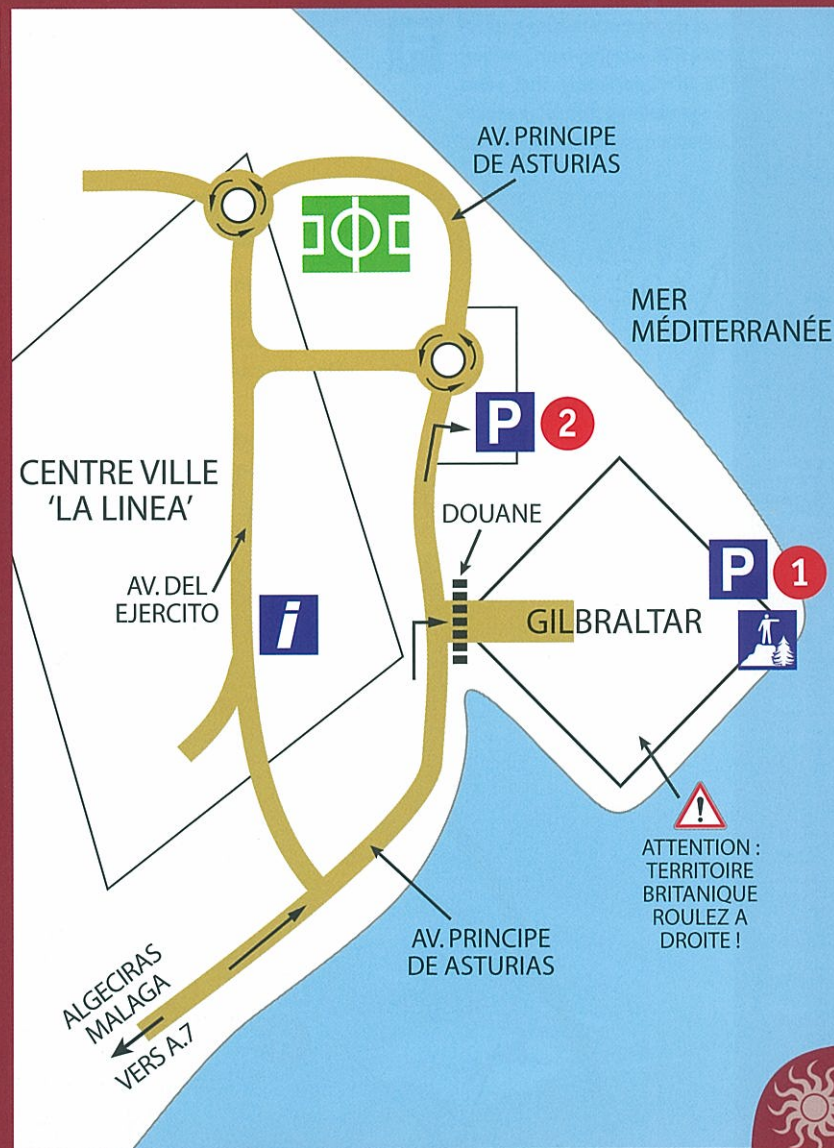 AV. PRINCIPE
DE ASTURIAS
MER
MÉDITERRANÉE
P 2
CENTRE VILLE
'LA LINEA'
DOUANE
AV. DEL
EJERCITO
i
P 1
GILBRALTAR
ATTENTION :
TERRITOIRE
BRITANIQUE
ROULEZ A
DROITE !
AV. PRINCIPE
DE ASTURIAS
ALGECIRAS
MALAGA
VERS A.7